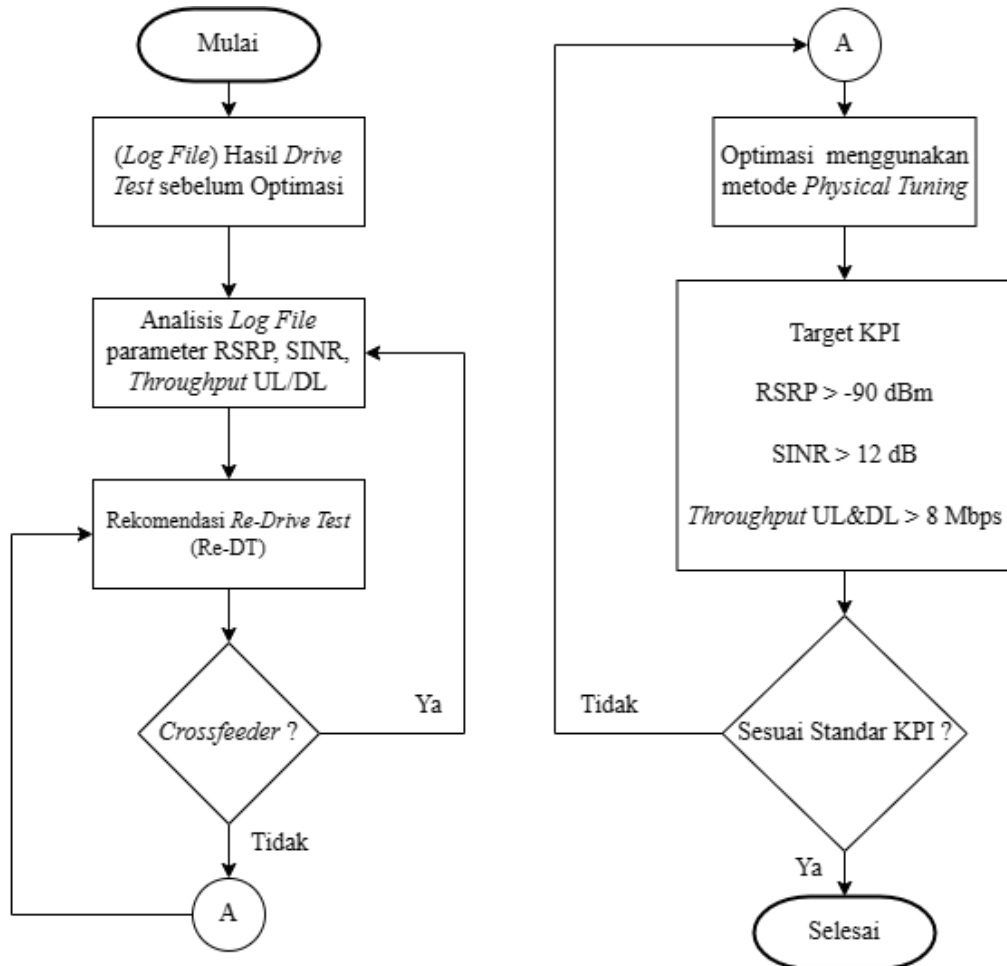 Mulai
(Log File) Hasil Drive
Test sebelum Optimasi
Analisis Log File
parameter RSRP, SINR,
Throughput UL/DL
Rekomendasi Re-Drive Test
(Re-DT)
Crossfeeder ?
Ya
Tidak
A
A
Optimasi menggunakan
metode Physical Tuning
Target KPI
RSRP > -90 dBm
SINR > 12 dB
Throughput UL&DL > 8 Mbps
Tidak
Sesuai Standar KPI ?
Ya
Selesai